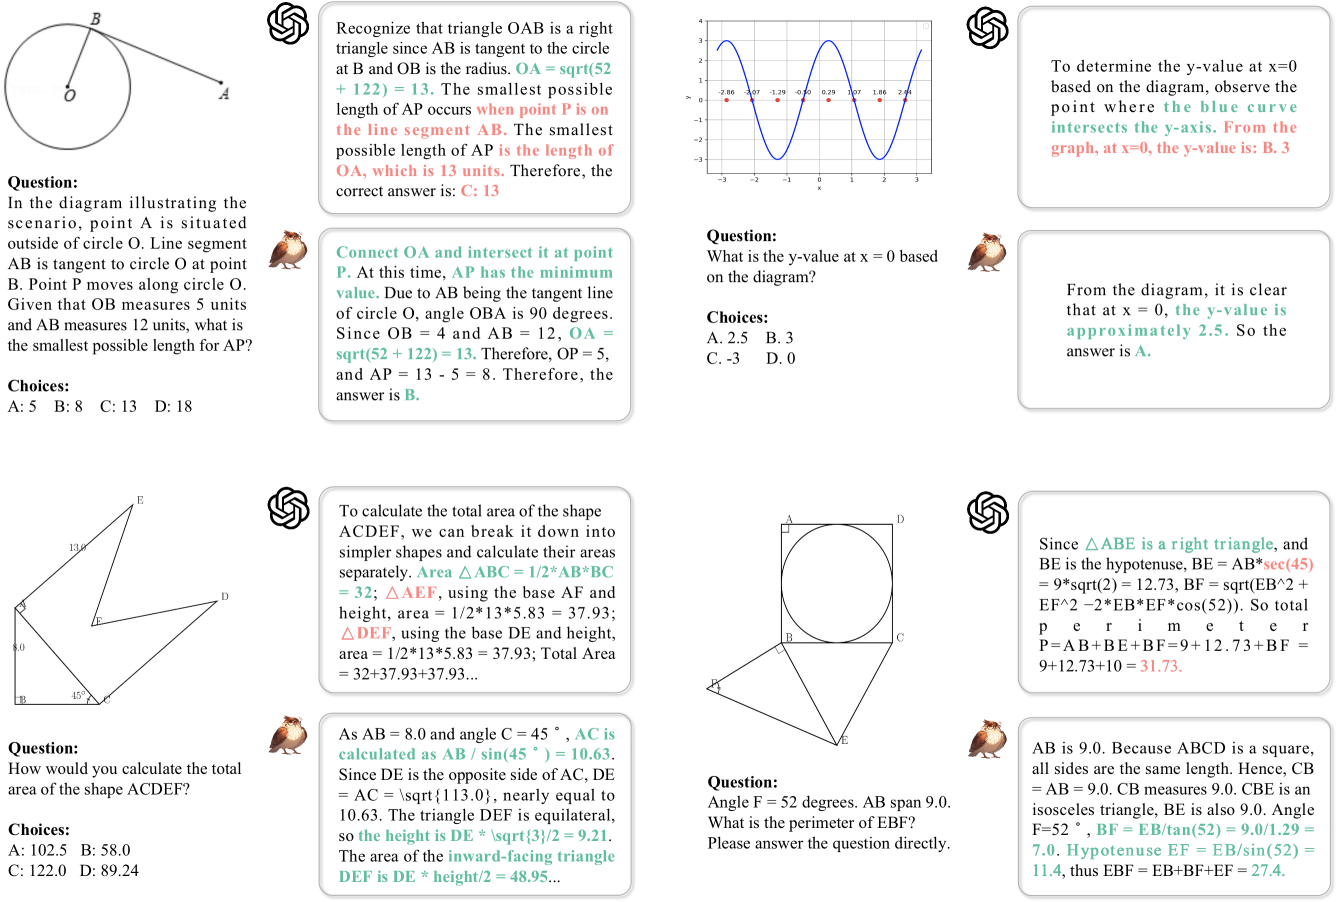 B
O
A
Question:
In the diagram illustrating the
scenario, point A is situated
outside of circle O. Line segment
AB is tangent to circle O at point
B. Point P moves along circle O.
Given that OB measures 5 units
and AB measures 12 units, what is
the smallest possible length for AP?
Choices:
A: 5 B: 8 C: 13 D: 18
Recognize that triangle OAB is a right
triangle since AB is tangent to the circle
at B and OB is the radius. OA = sqrt(52
+ 122) = 13. The smallest possible
length of AP occurs when point P is on
the line segment AB. The smallest
possible length of AP is the length of
OA, which is 13 units. Therefore, the
correct answer is: C: 13
Connect OA and intersect it at point
P. At this time, AP has the minimum
value. Due to AB being the tangent line
of circle O, angle OBA is 90 degrees.
Since OB = 4 and AB = 12, OA =
sqrt(52 + 122) = 13. Therefore, OP = 5,
and AP = 13 - 5 = 8. Therefore, the
answer is B.
4
3
2
1
-2.86 -2.07 -1.29 -0.50 0.29 1.07 1.86 2.64
0
y
−1
−2
−3
−3 −2 −1 0 1 2 3
x
Question:
What is the y-value at x = 0 based
on the diagram?
Choices:
A. 2.5 B. 3
C. -3 D. 0
To determine the y-value at x=0
based on the diagram, observe the
point where the blue curve
intersects the y-axis. From the
graph, at x=0, the y-value is: B. 3
From the diagram, it is clear
that at x = 0, the y-value is
approximately 2.5. So the
answer is A.
E
13.0
D
A
F
8.0
45°
B
C
Question:
How would you calculate the total
area of the shape ACDEF?
Choices:
A: 102.5 B: 58.0
C: 122.0 D: 89.24
To calculate the total area of the shape
ACDEF, we can break it down into
simpler shapes and calculate their areas
separately. Area △ABC = 1/2*AB*BC
= 32; △AEF, using the base AF and
height, area = 1/2*13*5.83 = 37.93;
△DEF, using the base DE and height,
area = 1/2*13*5.83 = 37.93; Total Area
= 32+37.93+37.93...
As AB = 8.0 and angle C = 45 ° , AC is
calculated as AB / sin(45 ° ) = 10.63.
Since DE is the opposite side of AC, DE
= AC = \sqrt{113.0}, nearly equal to
10.63. The triangle DEF is equilateral,
so the height is DE * \sqrt{3}/2 = 9.21.
The area of the inward-facing triangle
DEF is DE * height/2 = 48.95...
A
D
B
C
F
E
Question:
Angle F = 52 degrees. AB span 9.0.
What is the perimeter of EBF?
Please answer the question directly.
Since △ABE is a right triangle, and
BE is the hypotenuse, BE = AB*sec(45)
= 9*sqrt(2) = 12.73, BF = sqrt(EB^2 +
EF^2 −2*EB*EF*cos(52)). So total
p e r i m e t e r
P=AB+BE+BF=9+12.73+BF =
9+12.73+10 = 31.73.
AB is 9.0. Because ABCD is a square,
all sides are the same length. Hence, CB
= AB = 9.0. CB measures 9.0. CBE is an
isosceles triangle, BE is also 9.0. Angle
F=52 ° , BF = EB/tan(52) = 9.0/1.29 =
7.0. Hypotenuse EF = EB/sin(52) =
11.4, thus EBF = EB+BF+EF = 27.4.